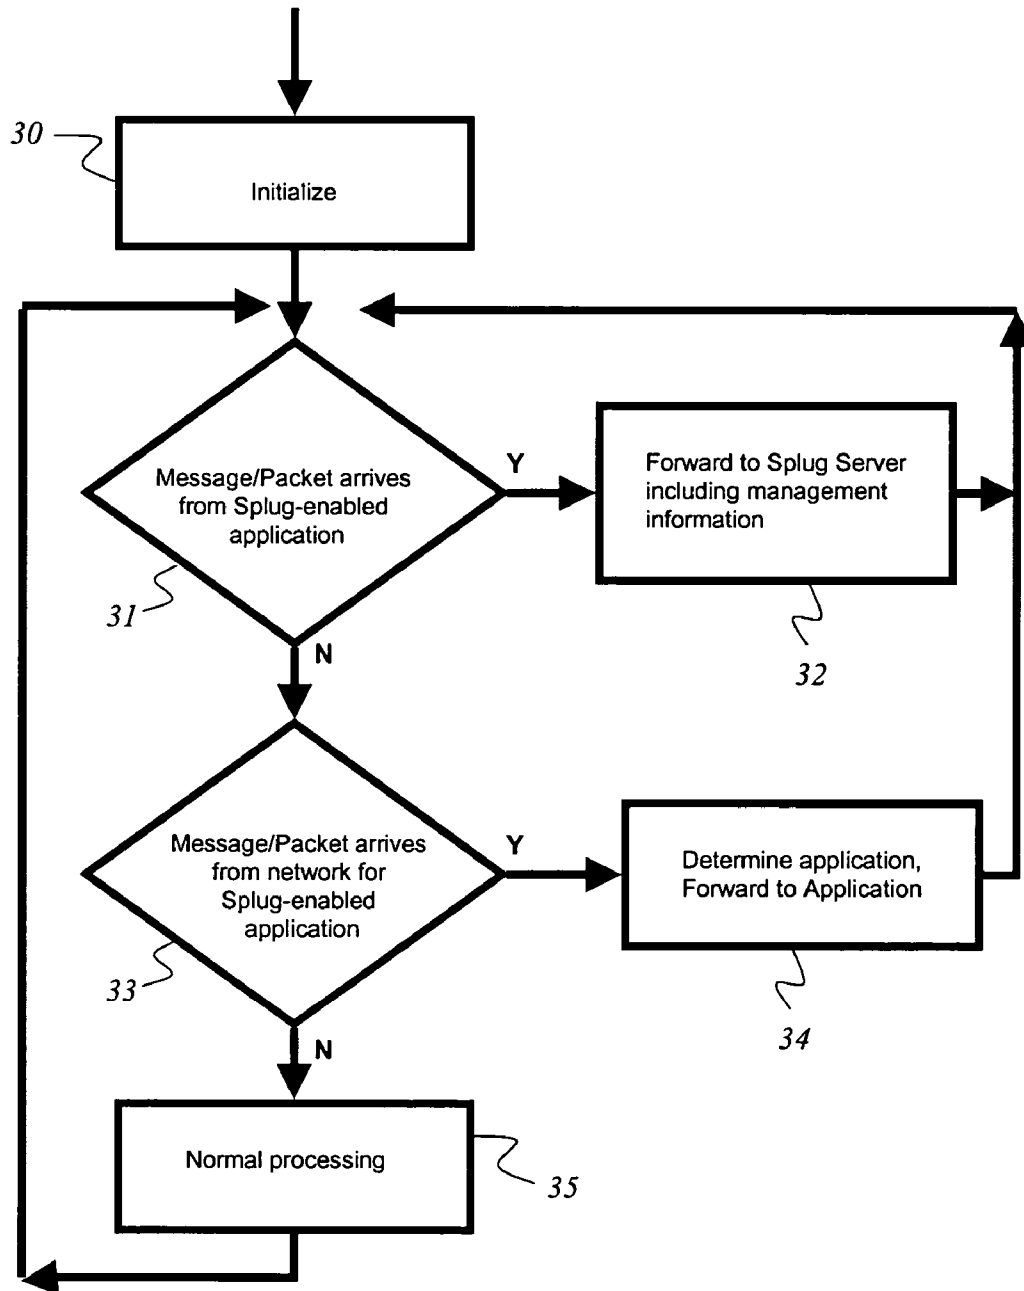 30
Initialize
Message/Packet arrives
from Splug-enabled
application
Y
Forward to Splug Server
including management
information
31
N
32
Message/Packet arrives
from network for
Splug-enabled
application
Y
Determine application,
Forward to Application
33
N
34
Normal processing
35